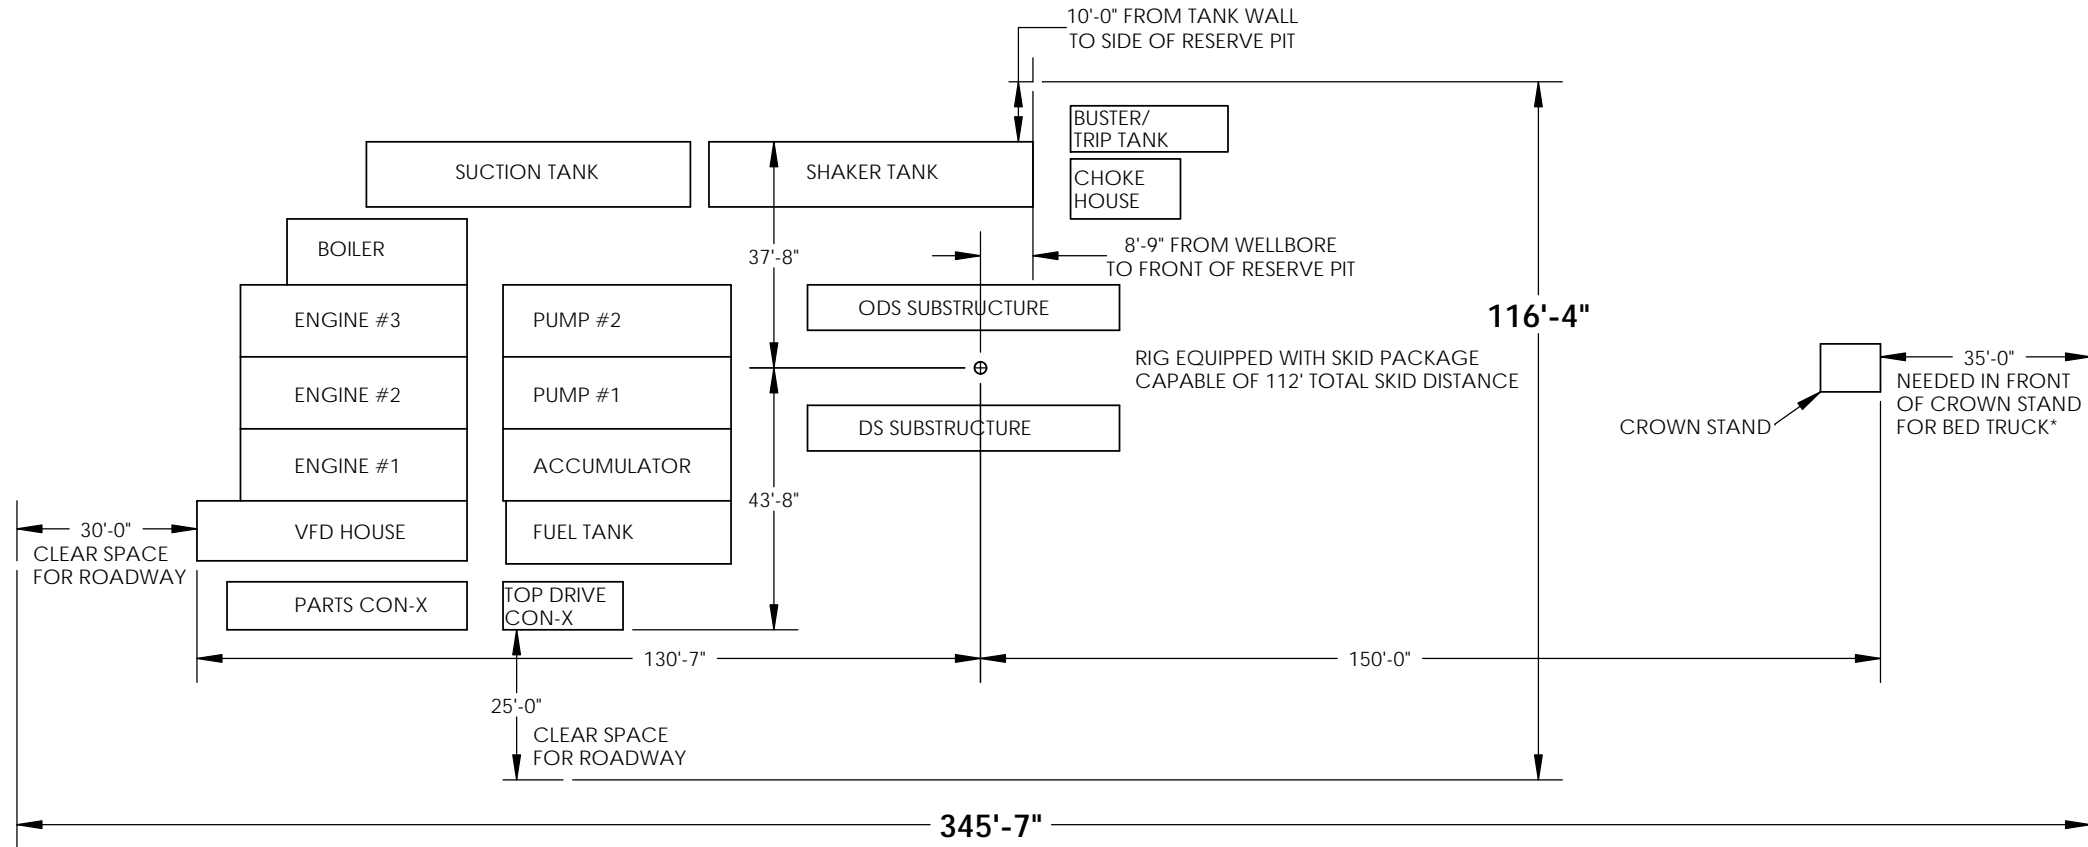 10'-0" FROM TANK WALL
TO SIDE OF RESERVE PIT
BUSTER/
TRIP TANK
SUCTION TANK
SHAKER TANK
CHOKE
HOUSE
BOILER
37'-8"
8'-9" FROM WELLBORE
TO FRONT OF RESERVE PIT
ENGINE #3
PUMP #2
ODS SUBSTRUCTURE
116'-4"
RIG EQUIPPED WITH SKID PACKAGE
CAPABLE OF 112' TOTAL SKID DISTANCE
35'-0"
NEEDED IN FRONT
OF CROWN STAND
FOR BED TRUCK*
ENGINE #2
PUMP #1
DS SUBSTRUCTURE
CROWN STAND
ENGINE #1
ACCUMULATOR
43'-8"
30'-0"
CLEAR SPACE
FOR ROADWAY
VFD HOUSE
FUEL TANK
PARTS CON-X
TOP DRIVE
CON-X
130'-7"
150'-0"
25'-0"
CLEAR SPACE
FOR ROADWAY
345'-7"